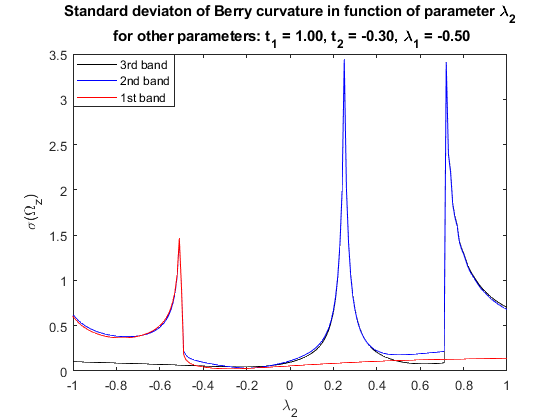 Standard deviaton of Berry curvature in function of parameter λ₂
for other parameters: t₁ = 1.00, t₂ = -0.30, λ₁ = -0.50
3rd band
2nd band
1st band
3.5
3
2.5
2
1.5
1
0.5
0
σ(Ω_z)
-1 -0.8 -0.6 -0.4 -0.2 0 0.2 0.4 0.6 0.8 1
λ₂